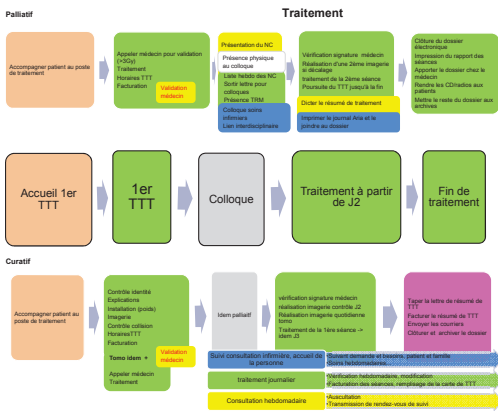 Palliatif
Traitement
Accompagner patient au poste
de traitement
Appeler médecin pour validation
(+3Gy)
Traitement
Horaires TTT
Facturation
Validation
médecin
Présentation du NC
Présence physique
au colloque
Liste hebdo des NC
Sortir lettre pour
colloques
Présence TRM
Colloque soins
infirmiers
Lien interdisciplinaire
Vérification signature médecin
Réalisation d'une 2ème imagerie
si décalage
traitement de la 2ème séance
Poursuite du TTT jusqu'à la fin
Dicter le résumé de traitement
Imprimer le journal Aria et le
joindre au dossier
Clôture du dossier
électronique
Impression du rapport des
séances
Apporter le dossier chez le
médecin
Rendre les CD/radios aux
patients
Mettre le reste du dossier aux
archives
Accueil 1er
TTT
1er
TTT
Colloque
Traitement à partir
de J2
Fin de
traitement
Curatif
Accompagner patient au
poste de traitement
Contrôle identité
Explications
Installation (poids)
Imagerie
Contrôle collision
HorairesTTT
Facturation
Tomo idem +
Validation
médecin
Appeler médecin
Traitement
Idem palliatif
vérification signature médecin
réalisation imagerie contrôle J2
Réalisation imagerie quotidienne
tomo
Traitement de la 1ère séance ->
idem J3
Taper la lettre de résumé de
TTT
Facturer le résumé de TTT
Envoyer les courriers
Clôturer et archiver le dossier
Suivi consultation infirmière, accueil de
la personne
•Suivant demande et besoins, patient et famille
•Soins hebdomadaires
traitement journalier
•Vérification hebdomadaire, modification
•Facturation des séances, remplissage de la carte de TTT
Consultation hebdomadaire
•Auscultation
•Transmission de rendez-vous de suivi